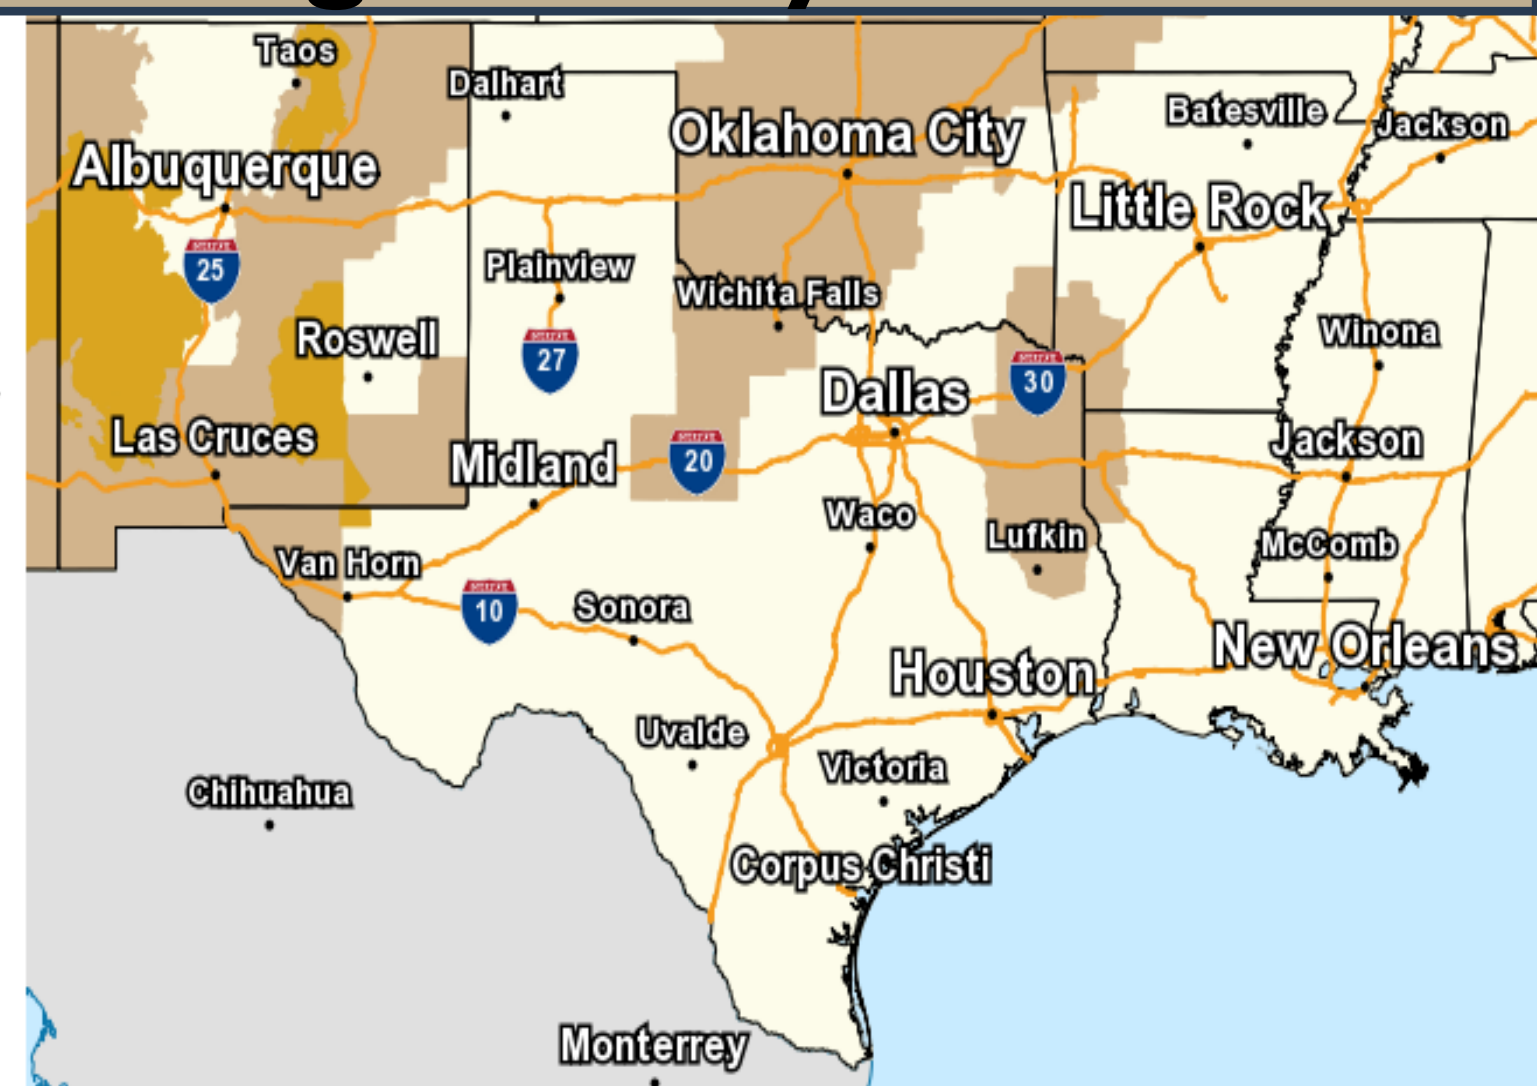 Taos
Dalhart
Batesville
Jackson
Oklahoma City
Albuquerque
Little Rock
25
Plainview
Wichita Falls
Roswell
27
Winona
30
Dallas
Las Cruces
Midland
20
Jackson
Waco
Lufkin
McComb
Van Horn
10
Sonora
New Orleans
Houston
Uvalde
Victoria
Chihuahua
Corpus Christi
Monterrey